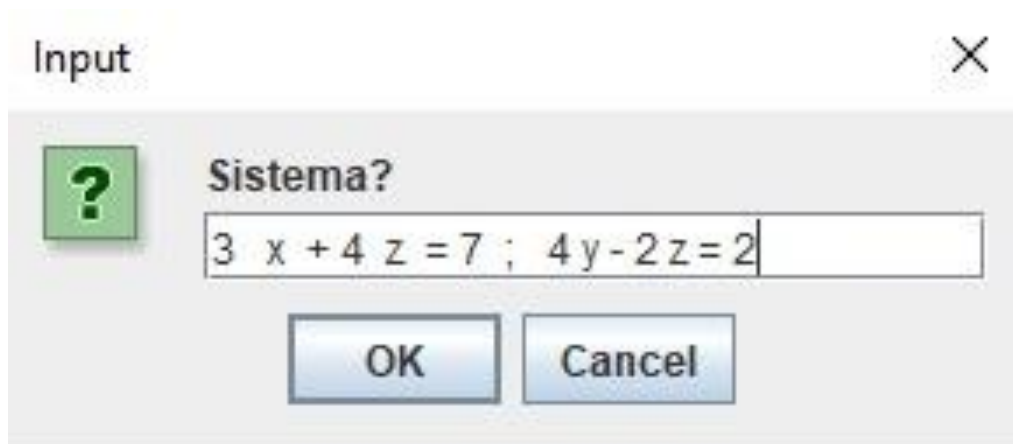 Input
Sistema?
3 x + 4 z = 7 ; 4 y - 2 z = 2
OK Cancel